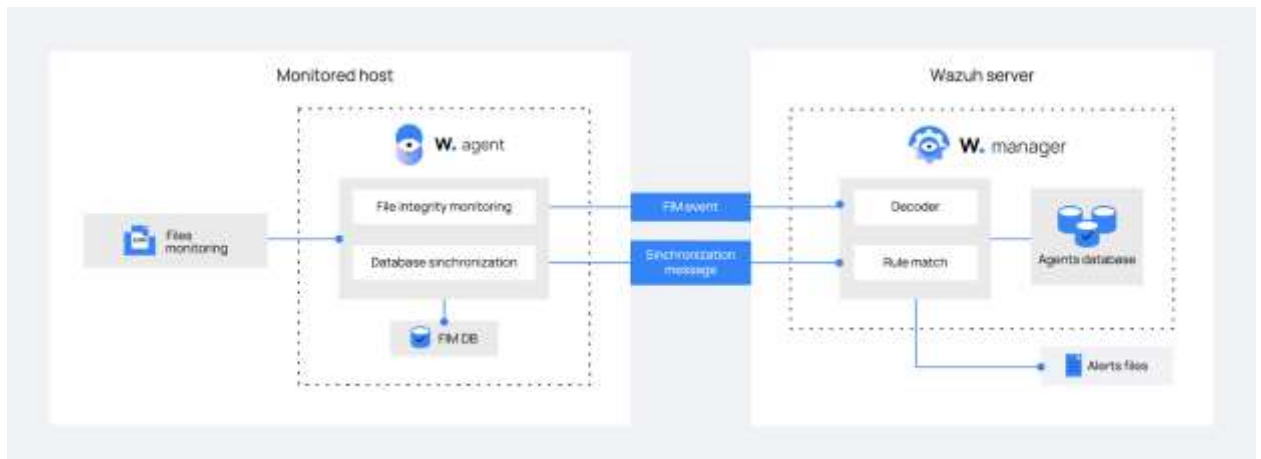 Monitored host
Wazuh server
W. agent
W. manager
File integrity monitoring
FIM event
Decoder
Files
monitoring
Database sinchronization
Sinchronization
message
Rule match
Agents database
FIM DB
Alerts files